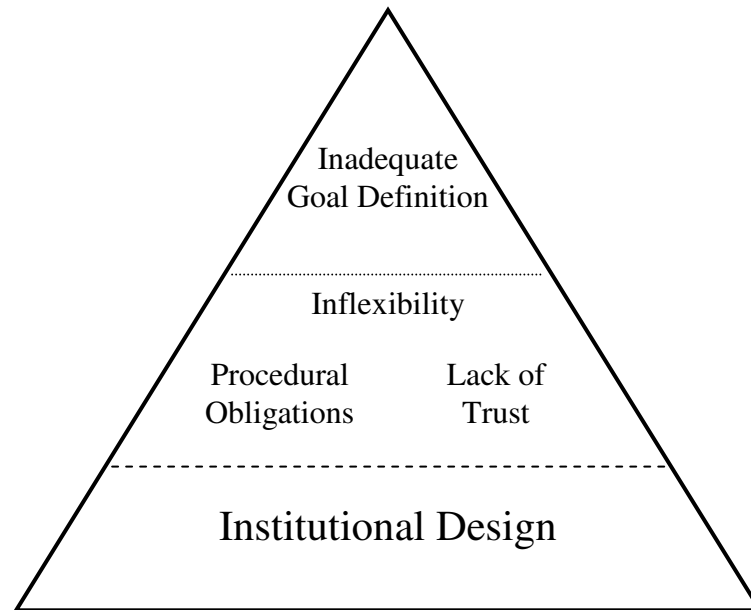 Inadequate
Goal Definition
Inflexibility
Procedural
Obligations
Lack of
Trust
Institutional Design